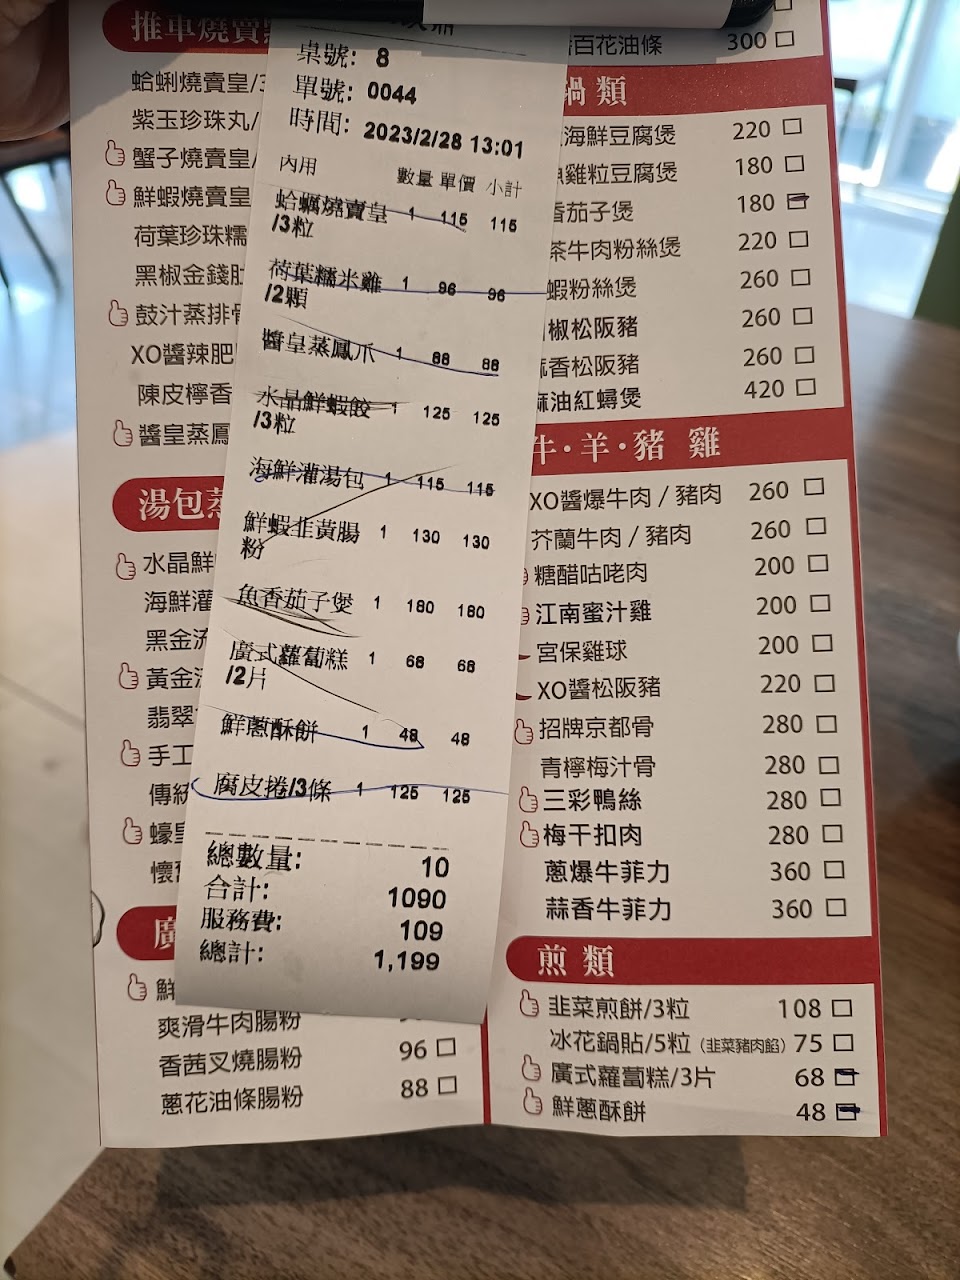 推車燒賣
蛤蜊燒賣皇/3
紫玉珍珠丸/
蟹子燒賣皇/
鮮蝦燒賣皇
荷葉珍珠糯
黑椒金錢肚
鼓汁蒸排骨
XO醬辣肥
陳皮檸香
醬皇蒸鳳
湯包蒸
水晶鮮
海鮮灌
黑金流
黃金流
翡翠
手工
傳統
蠔皇
懷舊
廣
鮮
爽滑牛肉腸粉
香茜叉燒腸粉 96
蔥花油條腸粉 88
桌號: 8
單號: 0044
時間: 2023/2/28 13:01
內用 數量 單價 小計
蛤蠣燒賣皇 1 115 115
/3粒
荷葉糯米雞 1 96 96
/2顆
醬皇蒸鳳爪 1 88 88
水晶鮮蝦餃 1 125 125
/3粒
海鮮灌湯包 1 115 115
鮮蝦韭黃腸 1 130 130
粉
魚香茄子煲 1 180 180
廣式蘿蔔糕 1 68 68
/2片
鮮蔥酥餅 1 48 48
腐皮捲/3條 1 125 125
總數量: 10
合計: 1090
服務費: 109
總計: 1,199
百花油條 300
鍋類
海鮮豆腐煲 220
雞粒豆腐煲 180
香茄子煲 180
茶牛肉粉絲煲 220
蝦粉絲煲 260
椒松阪豬 260
麻香松阪豬 260
麻油紅蟳煲 420
牛·羊·豬 雞
XO醬爆牛肉/豬肉 260
芥蘭牛肉/豬肉 260
糖醋咕咾肉 200
江南蜜汁雞 200
宮保雞球 200
XO醬松阪豬 220
招牌京都骨 280
青檸梅汁骨 280
三彩鴨絲 280
梅干扣肉 280
蔥爆牛菲力 360
蒜香牛菲力 360
煎類
韭菜煎餅/3粒 108
冰花鍋貼/5粒(韭菜豬肉餡) 75
廣式蘿蔔糕/3片 68
鮮蔥酥餅 48